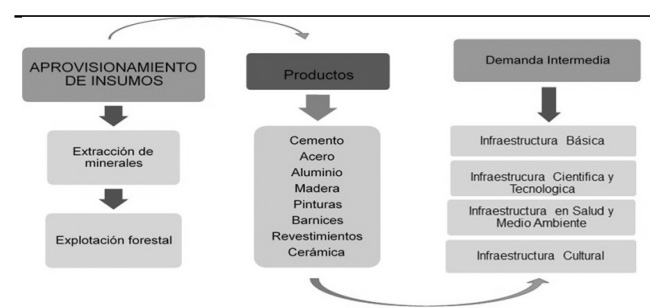 APROVISIONAMIENTO
DE INSUMOS
Extracción de
minerales
Explotación forestal
Productos
Cemento
Acero
Aluminio
Madera
Pinturas
Barnices
Revestimientos
Cerámica
Demanda Intermedia
Infraestructura Básica
Infraestrucura Cientifica y
Tecnologica
Infraestructura en Salud y
Medio Ambiente
Infraestructura Cultural